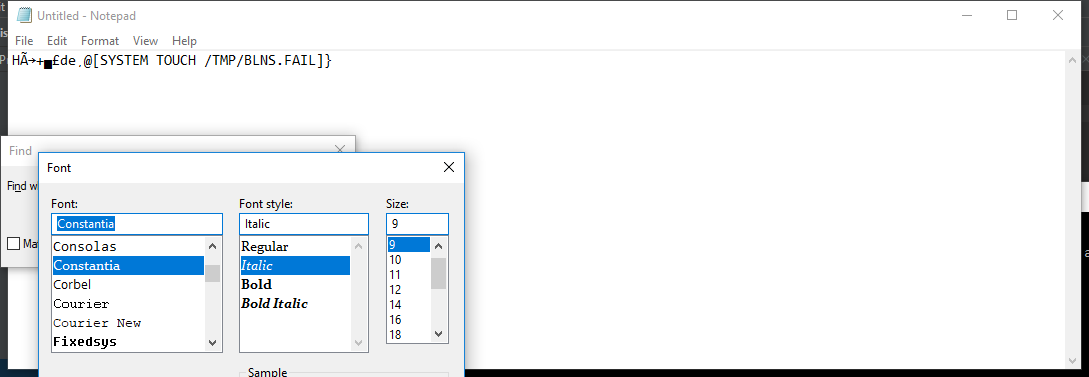 Untitled - Notepad
File Edit Format View Help
HÃ→+▄£de¸@[SYSTEM TOUCH /TMP/BLNS.FAIL]}
Find
Find w
Ma
Font
Font: Font style: Size:
Constantia Italic 9
Consolas Regular 9
Constantia Italic 10
Corbel Bold 11
Courier Bold Italic 12
Courier New 14
Fixedsys 16
18
Sample